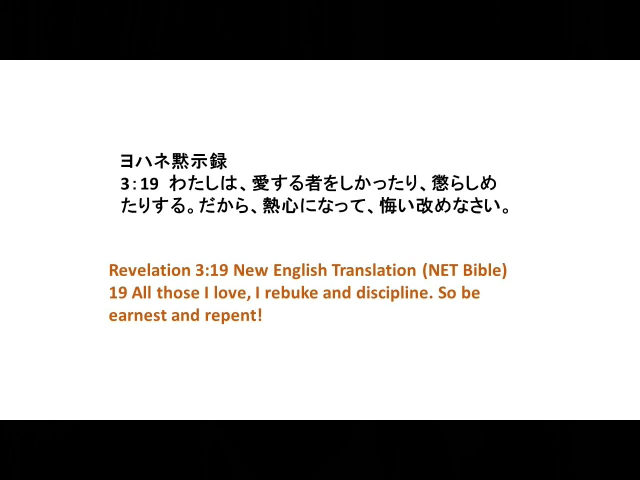 ヨハネ黙示録
3：19 わたしは、愛する者をしかったり、懲らしめ
たりする。だから、熱心になって、悔い改めなさい。
Revelation 3:19 New English Translation (NET Bible)
19 All those I love, I rebuke and discipline. So be
earnest and repent!